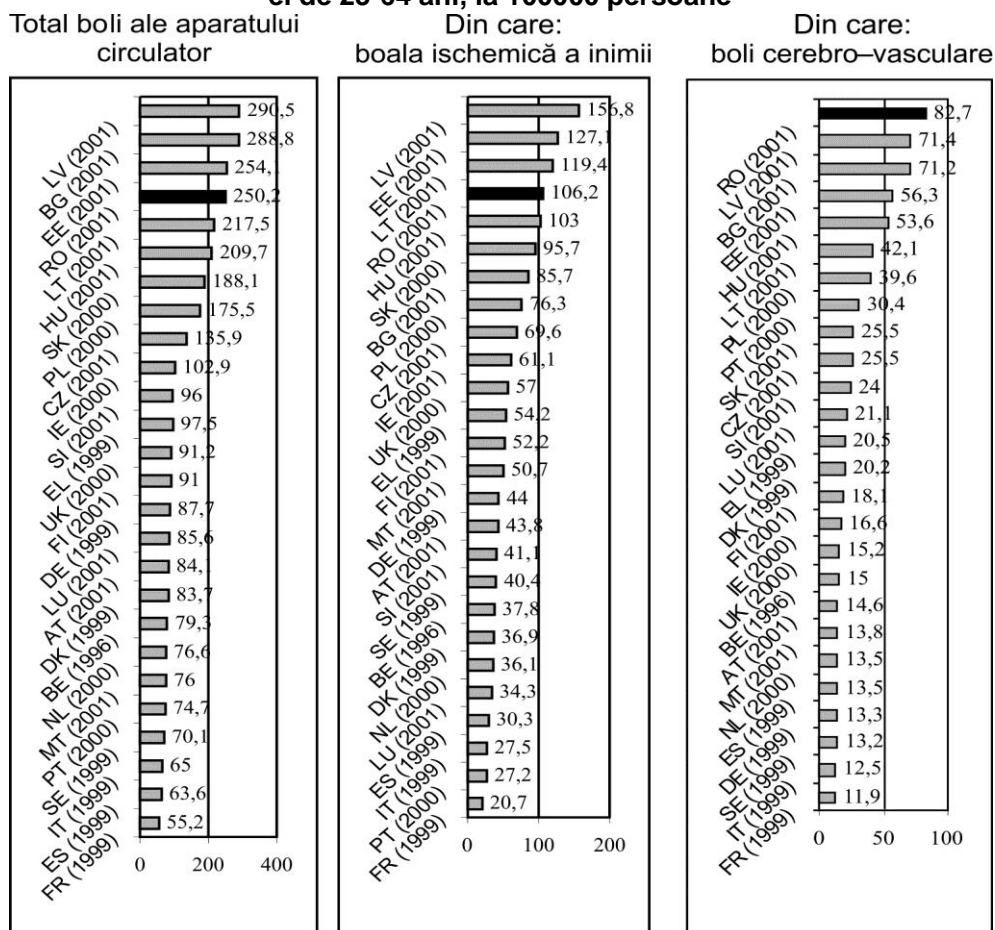 ei de ani, la 100000 persoane
Total boli ale aparatului
circulator
290,5
288,8
254,1
250,2
217,5
209,7
188,1
175,5
135,9
102,9
96
97,5
91,2
91
87,7
85,6
84,1
83,7
79,3
76,6
76
74,7
70,1
65
63,6
55,2
LV (2001)
BG (2001)
EE (2001)
RO (2001)
LT (2001)
HU (2001)
SK (2000)
PL (2000)
CZ (2001)
IE (2000)
SI (2001)
EL (1999)
UK (2000)
FI (2001)
DE (1999)
LU (2001)
AT (2001)
DK (1999)
BE (1996)
NL (2000)
MT (2001)
PT (2000)
SE (1999)
IT (1999)
ES (1999)
FR (1999)
0 200 400
Din care:
boala ischemică a inimii
156,8
127,1
119,4
106,2
103
95,7
85,7
76,3
69,6
61,1
57
54,2
52,2
50,7
44
43,8
41,1
40,4
37,8
36,9
36,1
34,3
30,3
27,5
27,2
20,7
LV (2001)
EE (2001)
LT (2001)
RO (2001)
HU (2001)
SK (2000)
BG (2001)
PL (2000)
CZ (2001)
IE (2001)
UK (2000)
EL (1999)
FI (2001)
MT (2001)
DE (1999)
AT (2001)
SI (2001)
SE (1999)
BE (1996)
DK (1999)
NL (2000)
LU (2001)
ES (1999)
IT (1999)
PT (2000)
FR (1999)
0 100 200
Din care:
boli cerebro–vasculare
82,7
71,4
71,2
56,3
53,6
42,1
39,6
30,4
25,5
25,5
24
21,1
20,5
20,2
18,1
16,6
15,2
15
14,6
13,8
13,5
13,5
13,3
13,2
12,5
11,9
RO (2001)
LV (2001)
BG (2001)
EE (2001)
HU (2001)
LT (2001)
PL (2000)
PT (2000)
SK (2001)
CZ (2001)
SI (2001)
LU (2001)
EL (1999)
DK (1999)
FI (2001)
IE (2000)
UK (2000)
BE (1996)
AT (2001)
MT (2001)
NL (2000)
ES (1999)
DE (1999)
SE (1999)
IT (1999)
FR (1999)
0 50 100